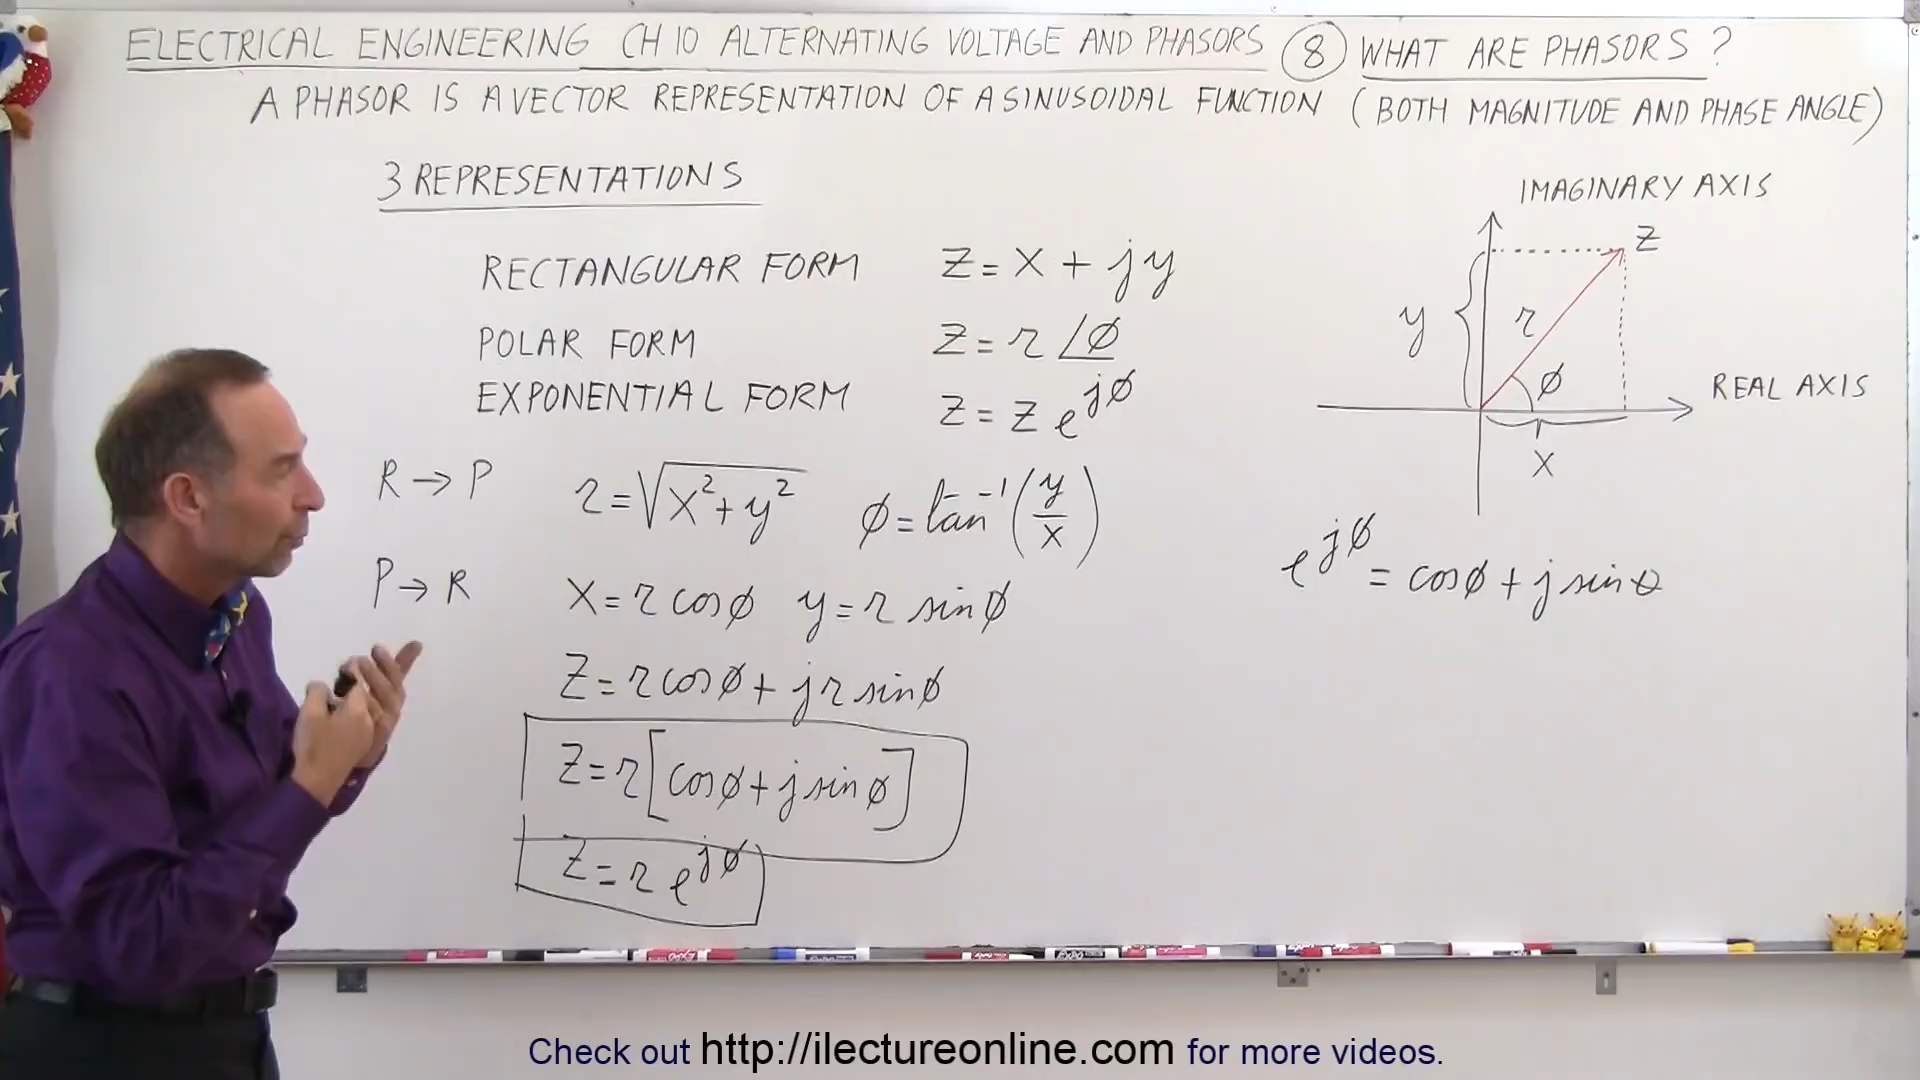 ELECTRICAL ENGINEERING CH 10 ALTERNATING VOLTAGE AND PHASORS ⑧ WHAT ARE PHASORS ?
A PHASOR IS A VECTOR REPRESENTATION OF A SINUSOIDAL FUNCTION ( BOTH MAGNITUDE AND PHASE ANGLE)
3 REPRESENTATIONS
RECTANGULAR FORM Z = X + jy
POLAR FORM Z = r ∠ϕ
EXPONENTIAL FORM Z = Z e^{jϕ}
R → P r = √(X² + y²) ϕ = tan⁻¹(y/x)
P → R X = r cosϕ y = r sinϕ
Z = r cosϕ + j r sinϕ
Z = r [cosϕ + j sinϕ]
Z = r e^{jϕ}
IMAGINARY AXIS
Z
y
r
ϕ
REAL AXIS
X
e^{jϕ} = cosϕ + j sinθ
Check out http://ilectureonline.com for more videos.